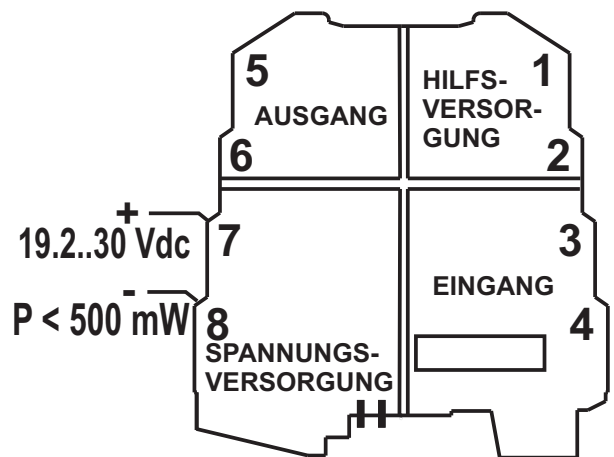 5
1
HILFS-
VERSOR-
GUNG
AUSGANG
6
2
+
19.2..30 Vdc
7
3
-
P < 500 mW
8
EINGANG
4
SPANNUNGS-
VERSORGUNG